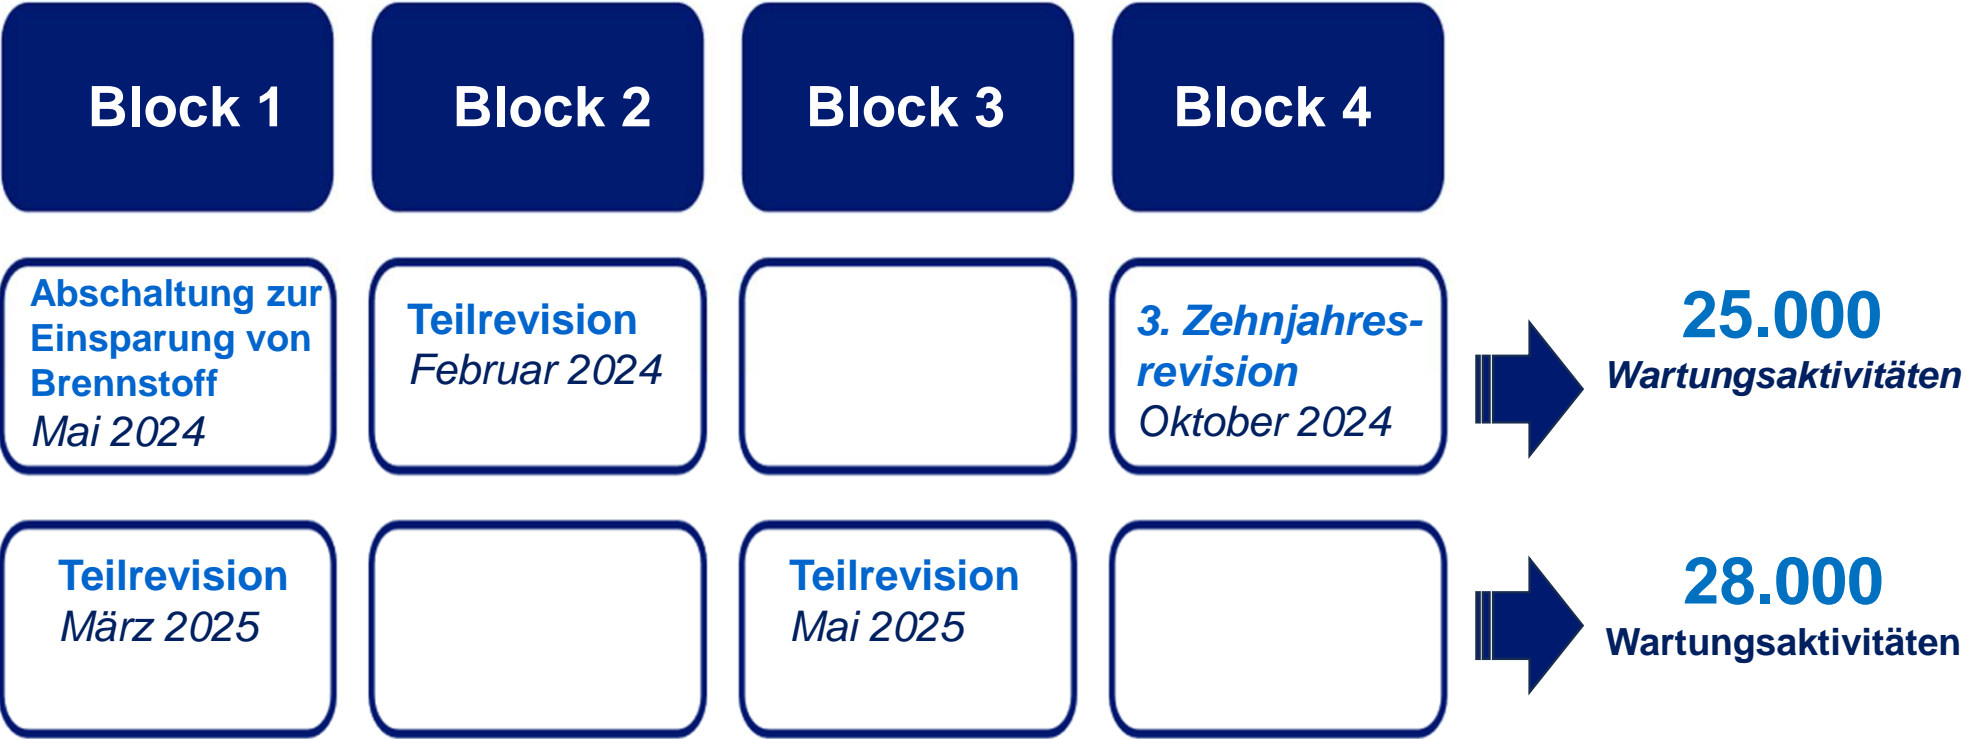 Block 1
Block 2
Block 3
Block 4
Abschaltung zur
Einsparung von
Brennstoff
Mai 2024
Teilrevision
Februar 2024
3. Zehnjahres-
revision
Oktober 2024
25.000
Wartungsaktivitäten
Teilrevision
März 2025
Teilrevision
Mai 2025
28.000
Wartungsaktivitäten